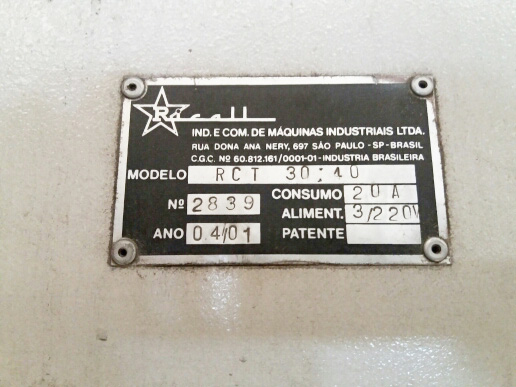 Recall
IND. E COM. DE MÁQUINAS INDUSTRIAIS LTDA.
RUA DONA ANA NERY, 697 SÃO PAULO - SP - BRASIL
C.G.C. Nº 60.812.161/0001-01 - INDUSTRIA BRASILEIRA
MODELO RCT 30:40
CONSUMO 20 A
Nº 2839
ALIMENT. 3/220V
ANO 04/01 PATENTE